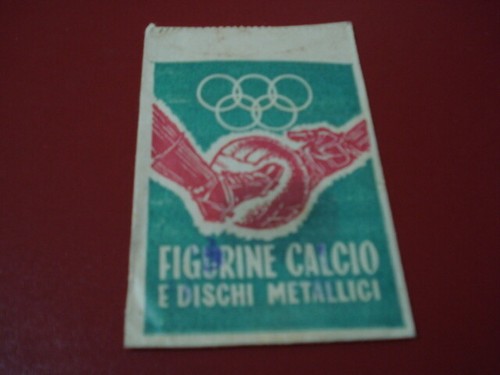 FIGURINE CALCIO
E DISCHI METALLICI